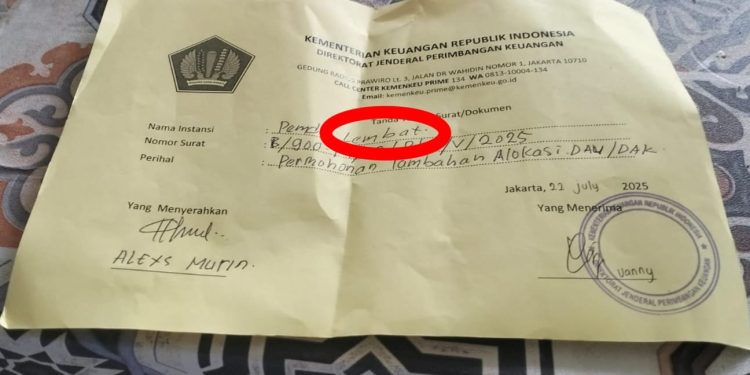 KEMENTERIAN KEUANGAN REPUBLIK INDONESIA
DIREKTORAT JENDERAL PERIMBANGAN KEUANGAN
GEDUNG RADIUS PRAWIRO LT. 3, JALAN DR WAHIDIN NOMOR 1, JAKARTA 10710
CALL CENTER KEMENKEU PRIME 134 WA 0813-10004-134
Email: kemenkeu.prime@kemenkeu.go.id
Tanda Surat/Dokumen
Nama Instansi : lambat.
Nomor Surat : B/900 /V/2025
Perihal : Permohonan Tambahan Alokasi DAU/DAK
Jakarta, 22 July 2025
Yang Menyerahkan
Yang Menerima
ALEXS MURIN.
Vanny
KEMENTERIAN KEUANGAN REPUBLIK INDONESIA
DIREKTORAT JENDERAL PERIMBANGAN KEUANGAN